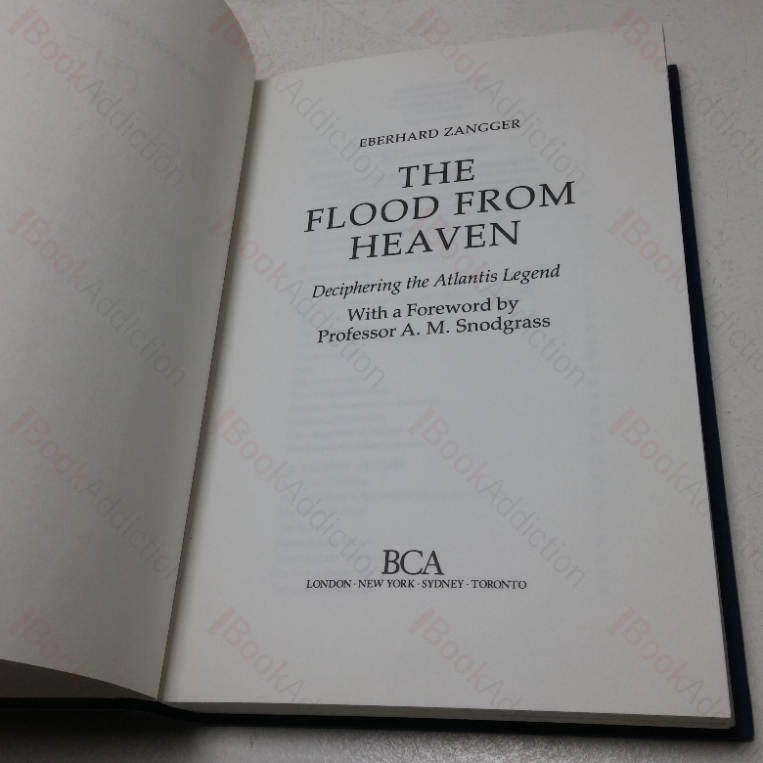 EBERHARD ZANGGER
THE
FLOOD FROM
HEAVEN
Deciphering the Atlantis Legend
With a Foreword by
Professor A. M. Snodgrass
BCA
LONDON · NEW YORK · SYDNEY · TORONTO
BookAddiction